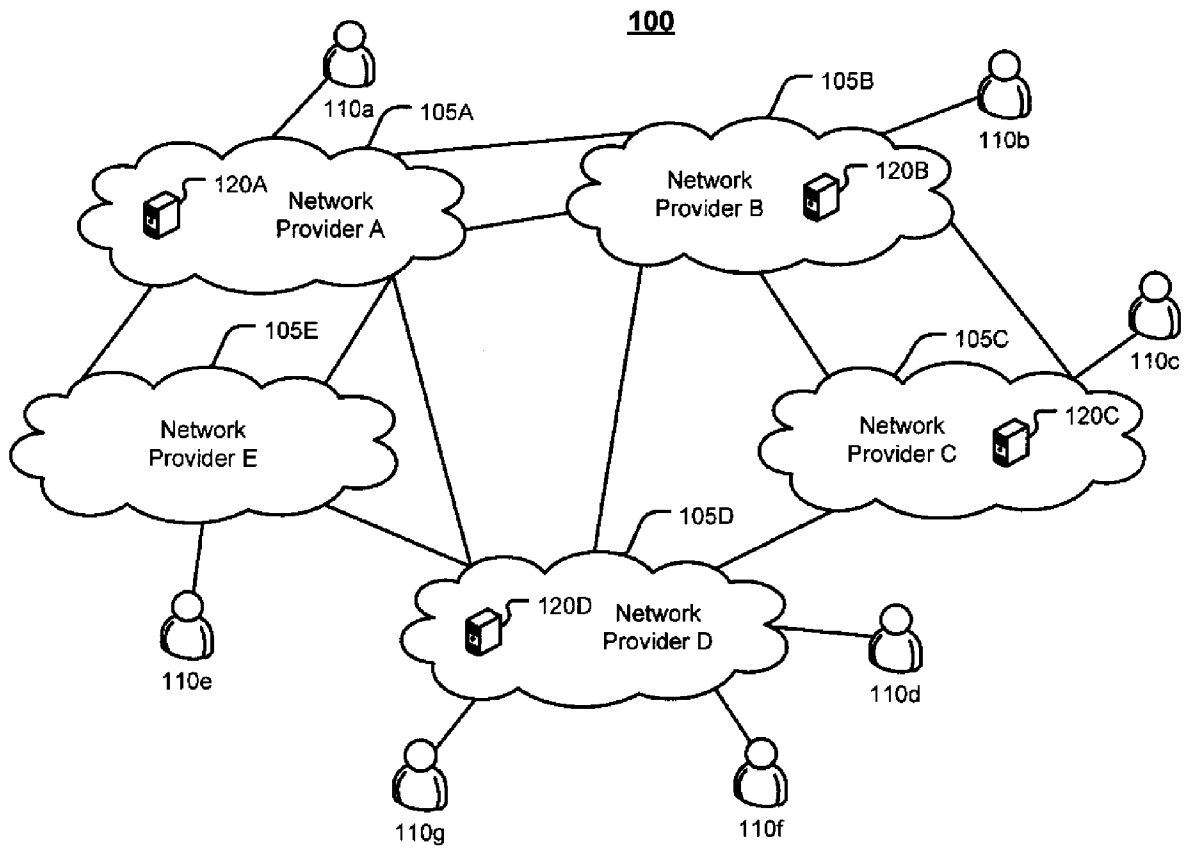 100
110a
105A
105B
110b
120A
Network
Provider A
Network
Provider B
120B
105E
105C
110c
Network
Provider E
Network
Provider C
120C
105D
120D
Network
Provider D
110e
110d
110g
110f